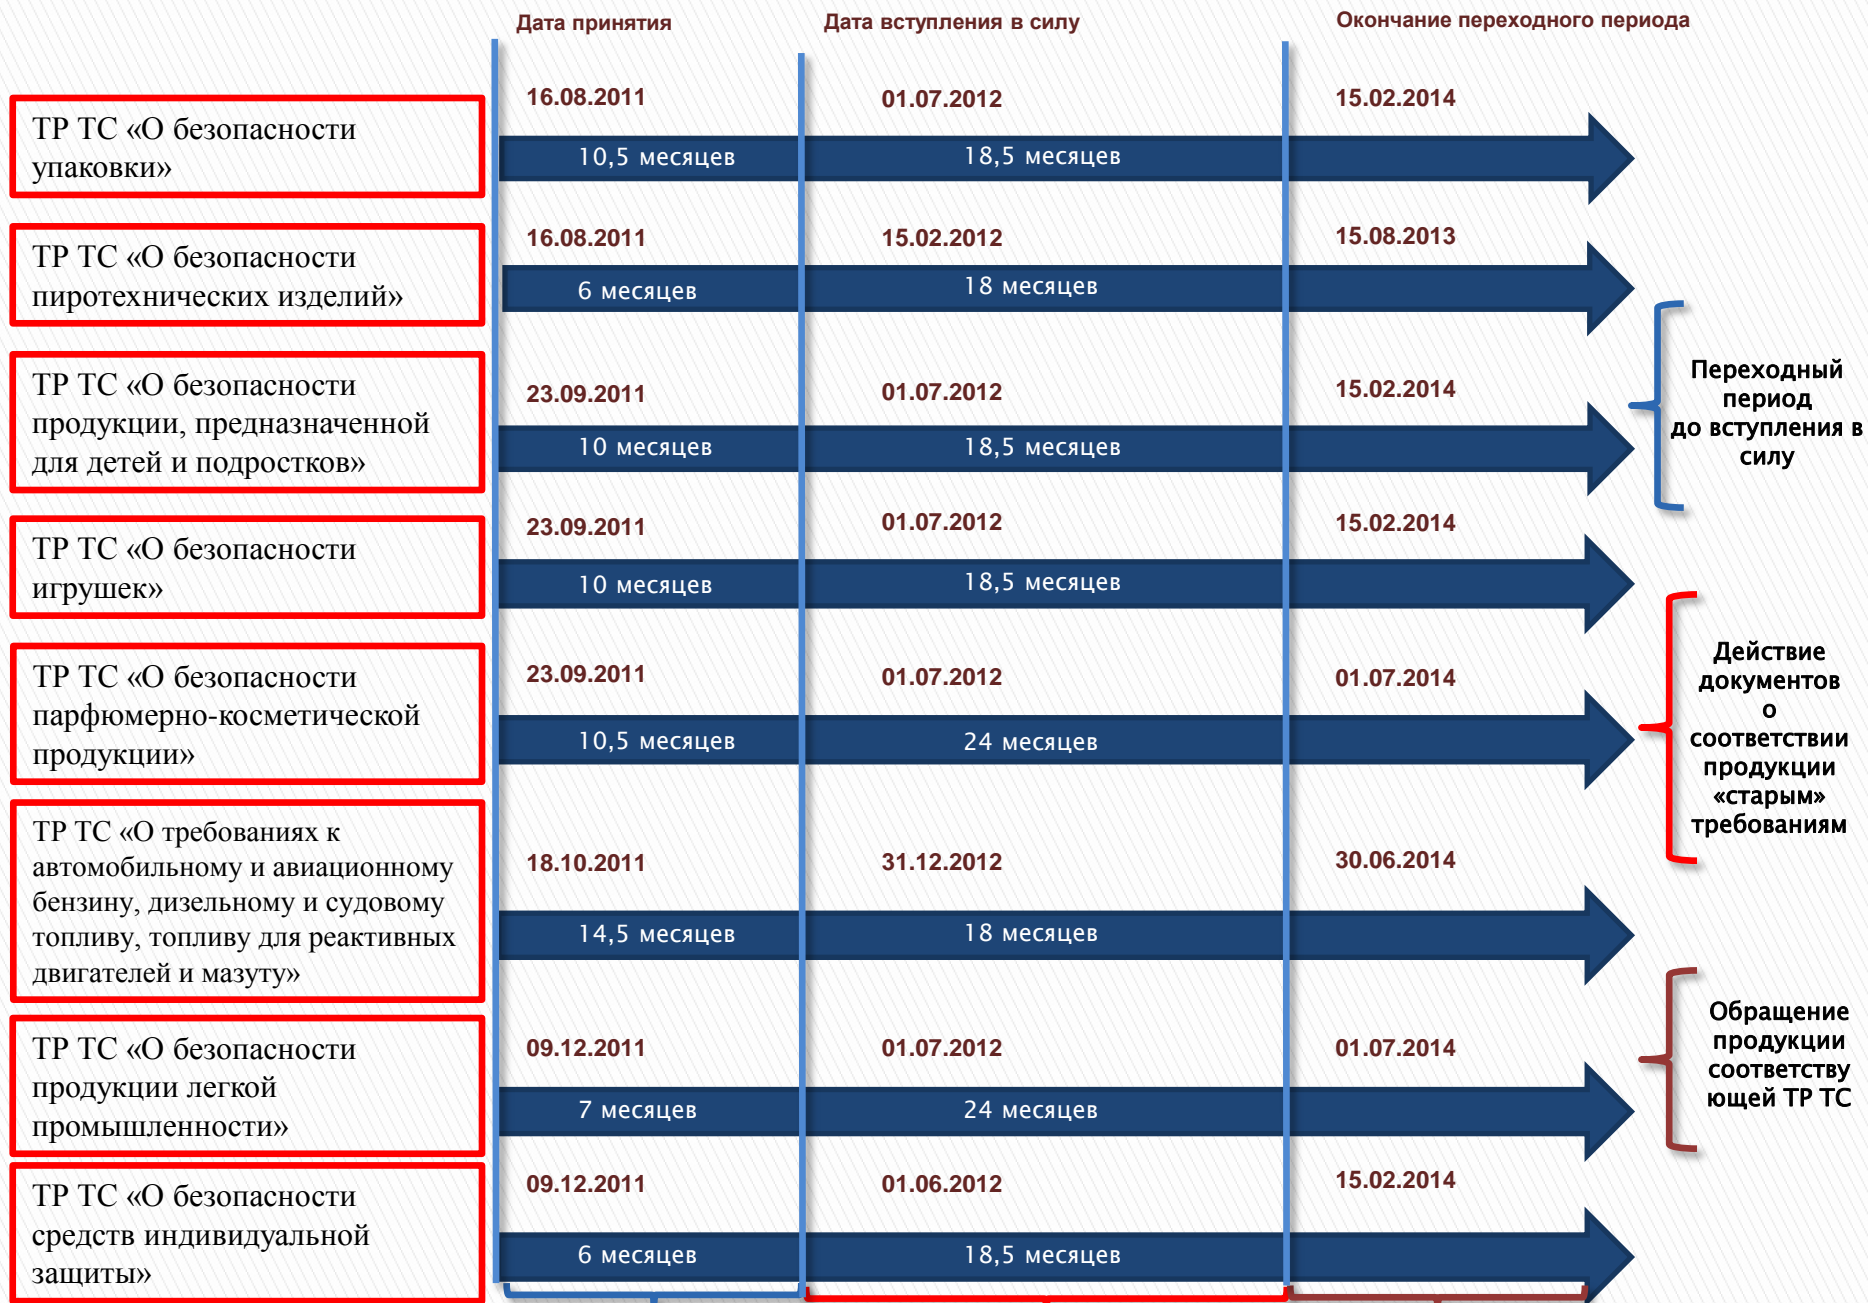 Дата принятия
Дата вступления в силу
Окончание переходного периода
ТР ТС «О безопасности
упаковки»
16.08.2011
01.07.2012
15.02.2014
10,5 месяцев
18,5 месяцев
ТР ТС «О безопасности
пиротехнических изделий»
16.08.2011
15.02.2012
15.08.2013
6 месяцев
18 месяцев
ТР ТС «О безопасности
продукции, предназначенной
для детей и подростков»
23.09.2011
01.07.2012
15.02.2014
10 месяцев
18,5 месяцев
ТР ТС «О безопасности
игрушек»
23.09.2011
01.07.2012
15.02.2014
10 месяцев
18,5 месяцев
ТР ТС «О безопасности
парфюмерно-косметической
продукции»
23.09.2011
01.07.2012
01.07.2014
10,5 месяцев
24 месяцев
ТР ТС «О требованиях к
автомобильному и авиационному
бензину, дизельному и судовому
топливу, топливу для реактивных
двигателей и мазуту»
18.10.2011
31.12.2012
30.06.2014
14,5 месяцев
18 месяцев
ТР ТС «О безопасности
продукции легкой
промышленности»
09.12.2011
01.07.2012
01.07.2014
7 месяцев
24 месяцев
ТР ТС «О безопасности
средств индивидуальной
защиты»
09.12.2011
01.06.2012
15.02.2014
6 месяцев
18,5 месяцев
Переходный
период
до вступления в
силу
Действие
документов
о
соответствии
продукции
«старым»
требованиям
Обращение
продукции
соответству
ющей ТР ТС